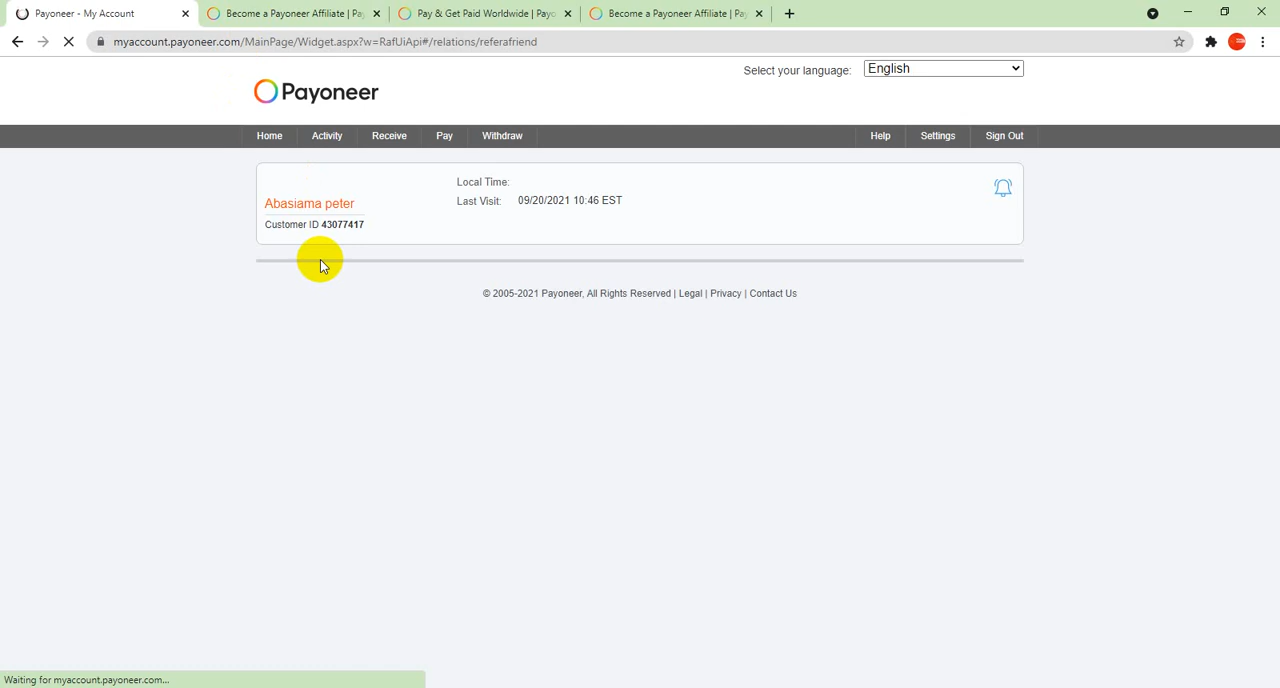 Payoneer - My Account
Become a Payoneer Affiliate | Pay
Pay & Get Paid Worldwide | Payo
Become a Payoneer Affiliate | Pay
myaccount.payoneer.com/MainPage/Widget.aspx?w=RafUiApi#/relations/referafriend
Select your language: English
Payoneer
Home Activity Receive Pay Withdraw Help Settings Sign Out
Local Time:
Abasiama peter
Last Visit: 09/20/2021 10:46 EST
Customer ID 43077417
© 2005-2021 Payoneer, All Rights Reserved | Legal | Privacy | Contact Us
Waiting for myaccount.payoneer.com...